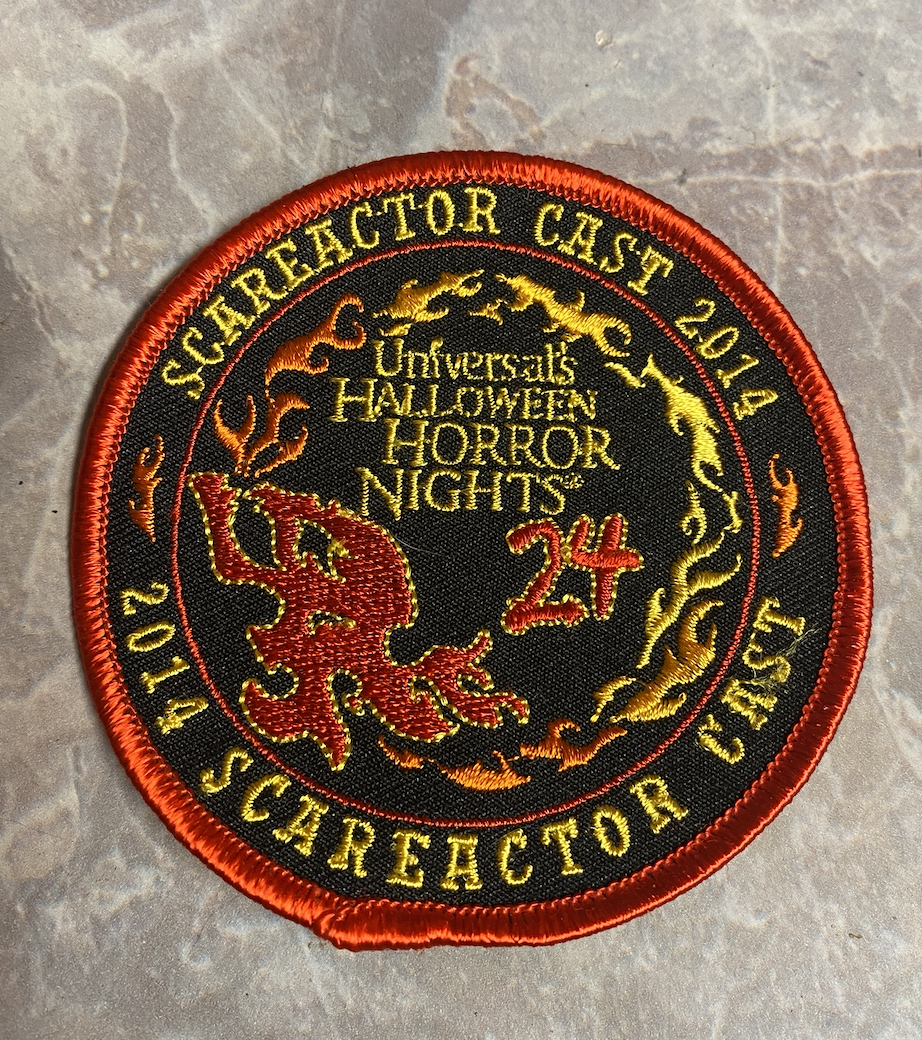 SCAREACTOR CAST 2014
Universal's
HALLOWEEN
HORROR
NIGHTS
24
2014 SCAREACTOR CAST